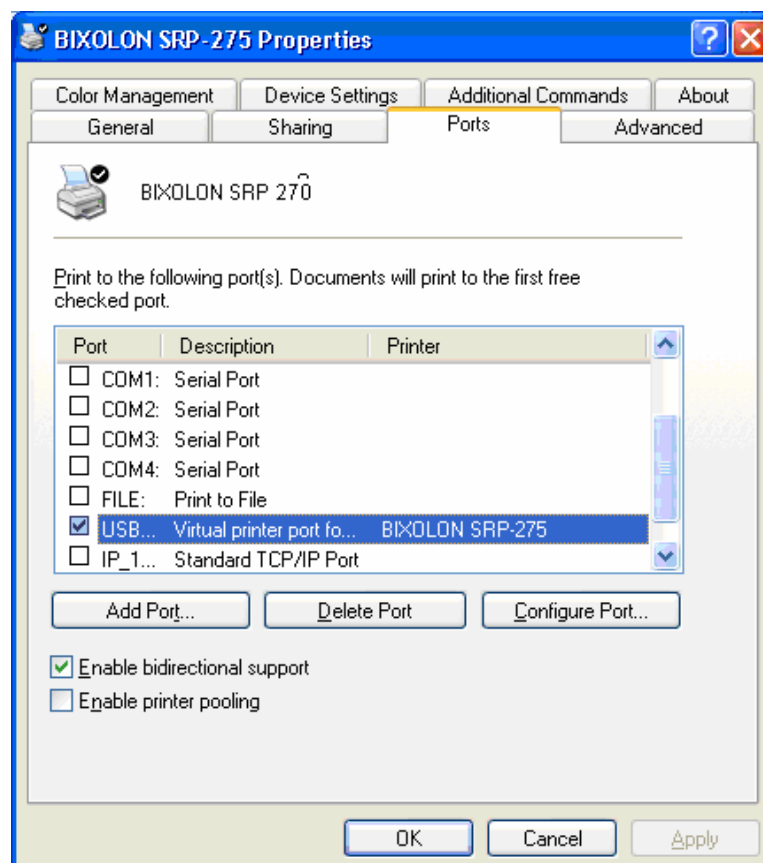 BIXOLON SRP-275 Properties
Color Management Device Settings Additional Commands About
General Sharing Ports Advanced
BIXOLON SRP 270
Print to the following port(s). Documents will print to the first free
checked port.
Port Description Printer
COM1: Serial Port
COM2: Serial Port
COM3: Serial Port
COM4: Serial Port
FILE: Print to File
USB... Virtual printer port fo... BIXOLON SRP-275
IP_1... Standard TCP/IP Port
Add Port... Delete Port Configure Port...
Enable bidirectional support
Enable printer pooling
OK Cancel Apply